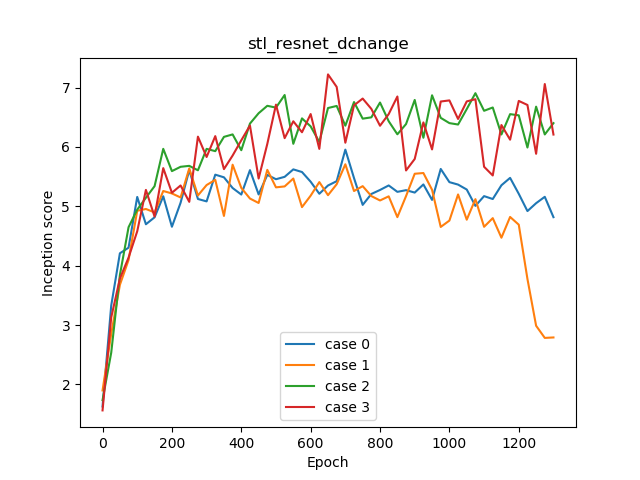 stl_resnet_dchange
Inception score
7
6
5
4
3
2
case 0
case 1
case 2
case 3
0
200
400
600
800
1000
1200
Epoch